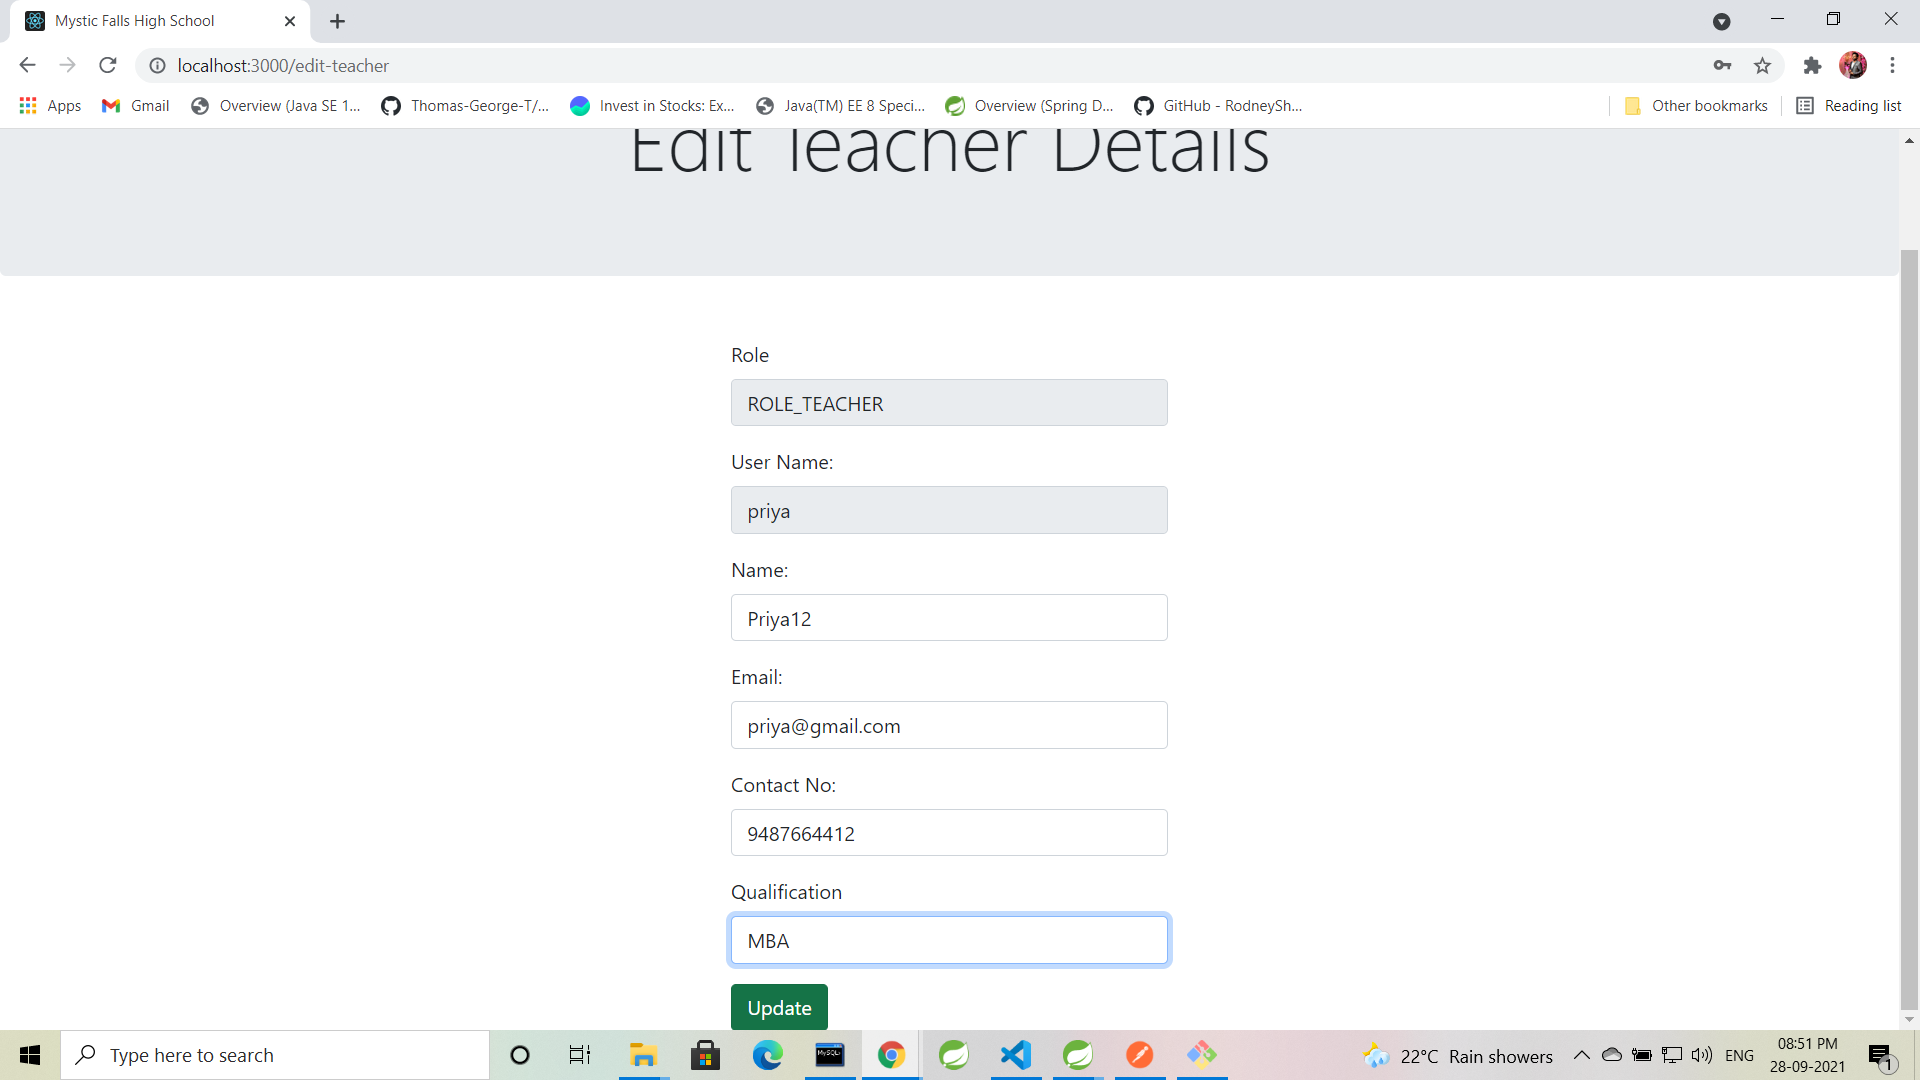 Mystic Falls High School
localhost:3000/edit-teacher
Apps
Gmail
Overview (Java SE 1...
Thomas-George-T/...
Invest in Stocks: Ex...
Java(TM) EE 8 Speci...
Overview (Spring D...
GitHub - RodneySh...
Other bookmarks
Reading list
Edit Teacher Details
Role
ROLE_TEACHER
User Name:
priya
Name:
Priya12
Email:
priya@gmail.com
Contact No:
9487664412
Qualification
MBA
Update
Type here to search
MySQL
22°C Rain showers
ENG
08:51 PM
28-09-2021
1